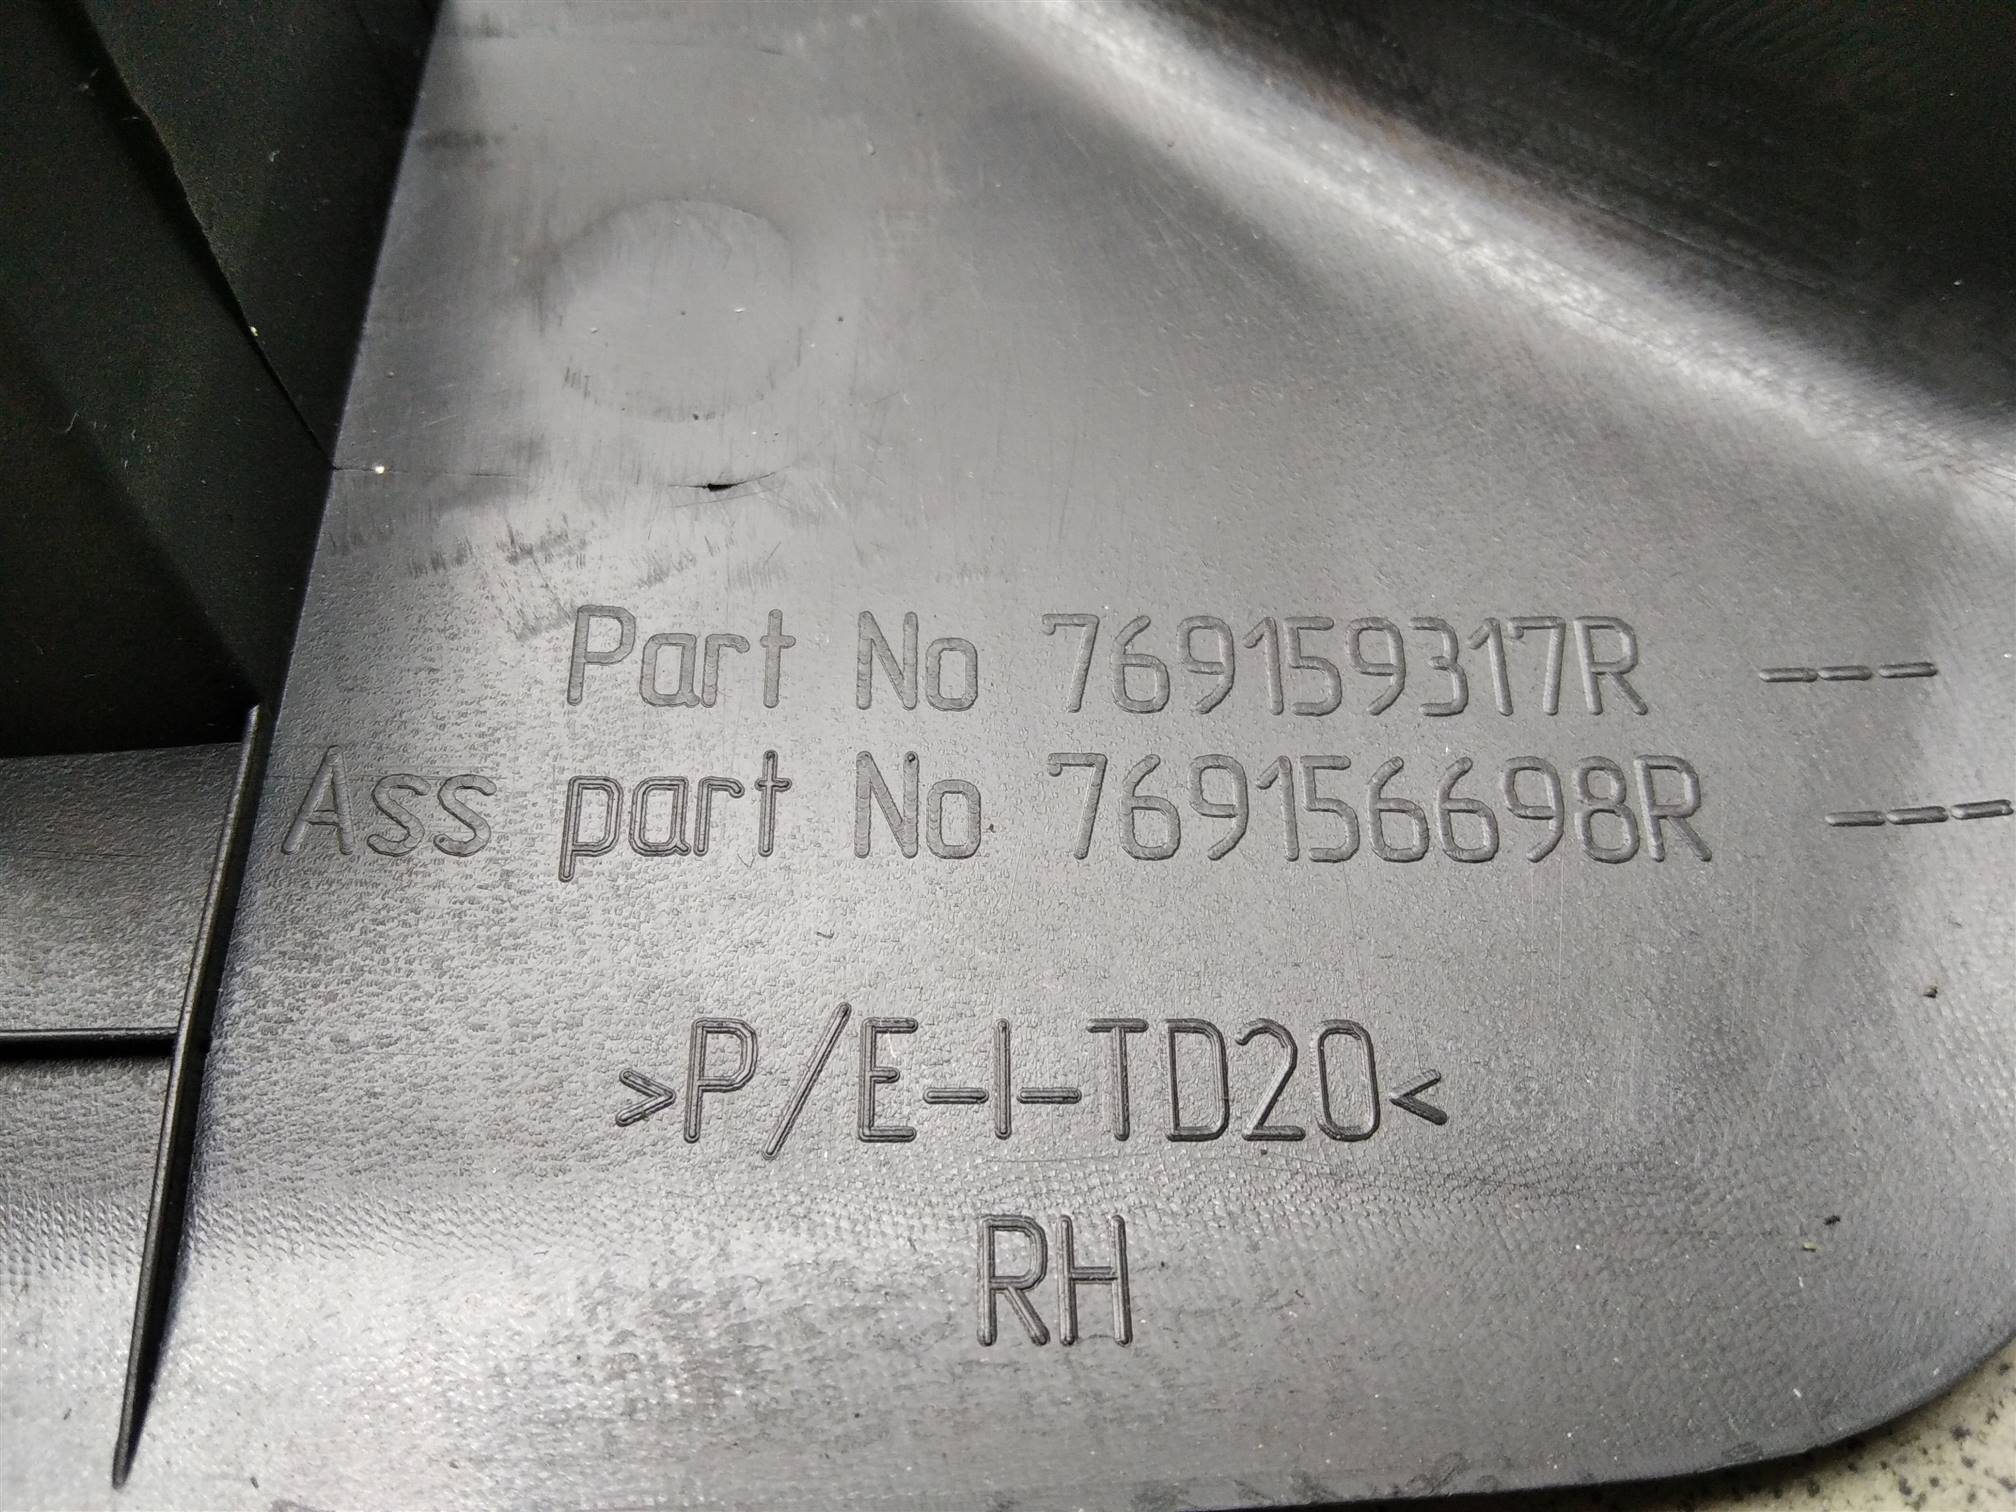 Part No 769159317R ---
Ass part No 769156698R ---
>P/E-I-TD20<
RH